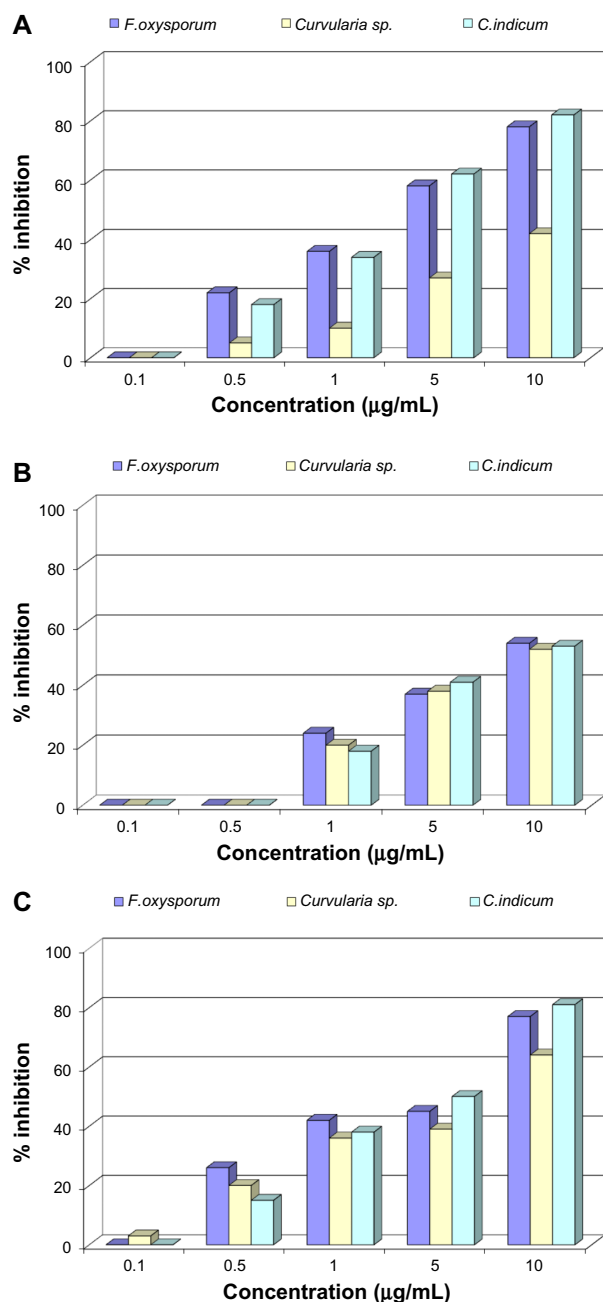 A
F.oxysporum Curvularia sp. C.indicum
100
80
60
40
20
0
% inhibition
0.1 0.5 1 5 10
Concentration (µg/mL)
B
F.oxysporum Curvularia sp. C.indicum
100
80
60
40
20
0
% inhibition
0.1 0.5 1 5 10
Concentration (µg/mL)
C
F.oxysporum Curvularia sp. C.indicum
100
80
60
40
20
0
% inhibition
0.1 0.5 1 5 10
Concentration (µg/mL)